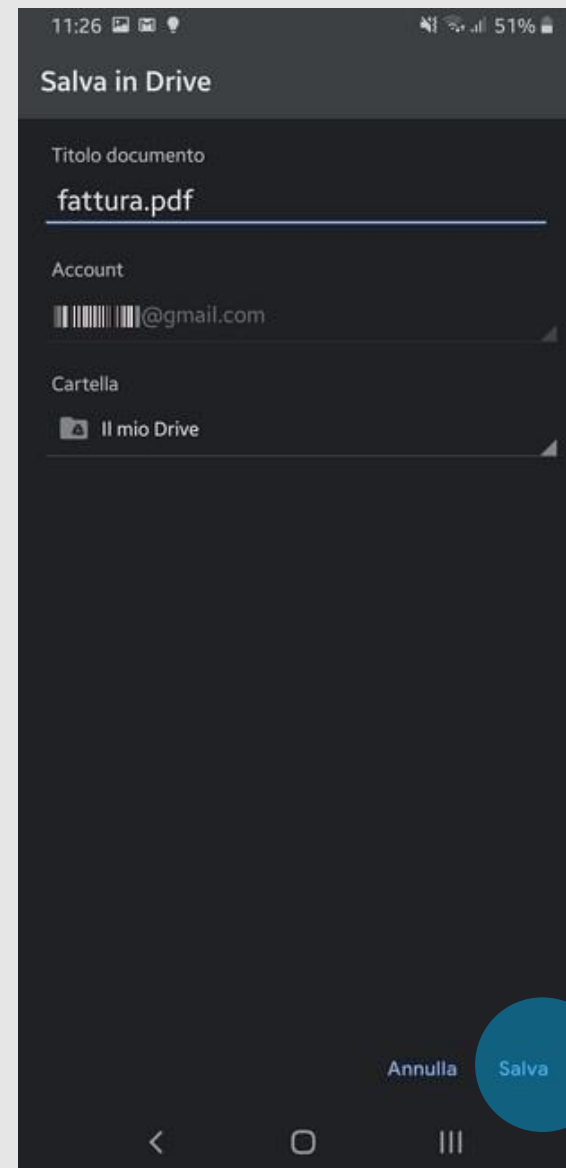 11:26 51%
Salva in Drive
Titolo documento
fattura.pdf
Account
@gmail.com
Cartella
Il mio Drive
Annulla Salva